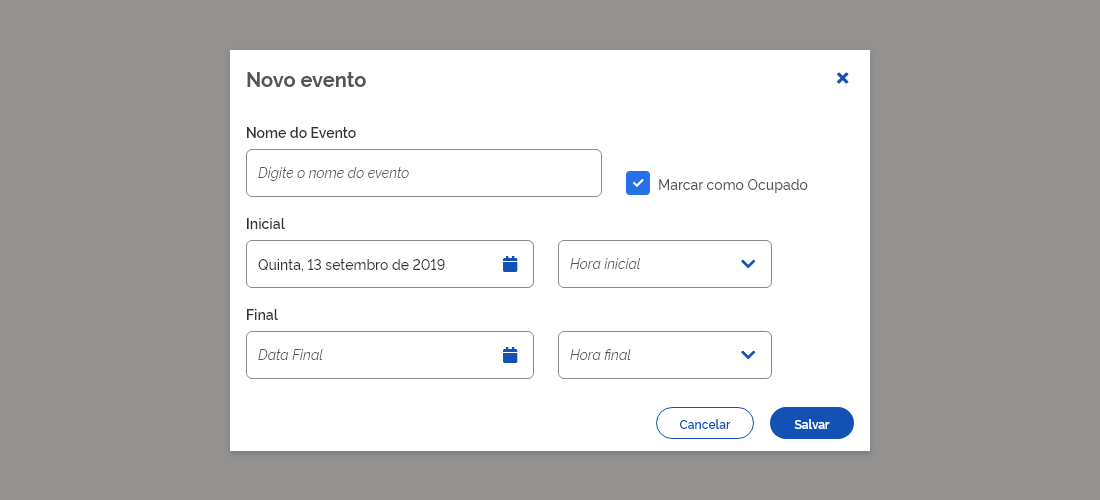 Novo evento
Nome do Evento
Digite o nome do evento
Marcar como Ocupado
Inicial
Quinta, 13 setembro de 2019
Hora inicial
Final
Data Final
Hora final
Cancelar
Salvar